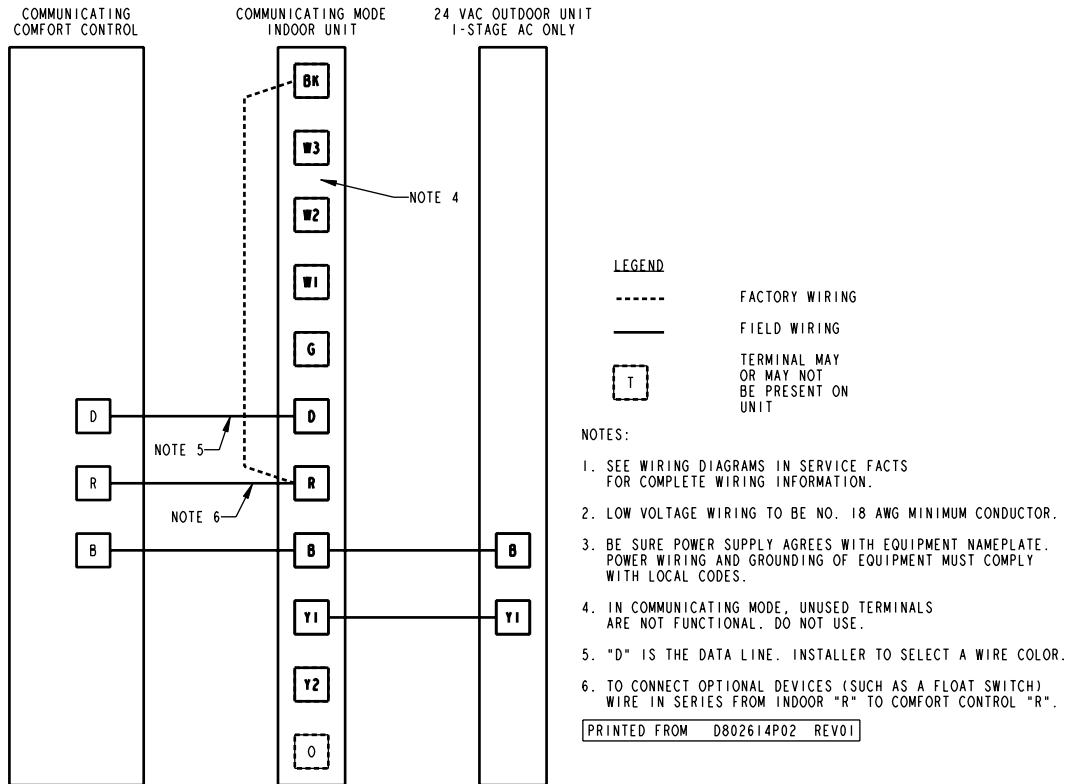 COMMUNICATING
COMFORT CONTROL
COMMUNICATING MODE
INDOOR UNIT
24 VAC OUTDOOR UNIT
1-STAGE AC ONLY
BK
W3
NOTE 4
W2
W1
G
D
D
NOTE 5
R
R
NOTE 6
B
B
B
Y1
Y1
Y2
O
LEGEND
FACTORY WIRING
FIELD WIRING
T
TERMINAL MAY
OR MAY NOT
BE PRESENT ON
UNIT
NOTES:
1. SEE WIRING DIAGRAMS IN SERVICE FACTS
FOR COMPLETE WIRING INFORMATION.
2. LOW VOLTAGE WIRING TO BE NO. 18 AWG MINIMUM CONDUCTOR.
3. BE SURE POWER SUPPLY AGREES WITH EQUIPMENT NAMEPLATE.
POWER WIRING AND GROUNDING OF EQUIPMENT MUST COMPLY
WITH LOCAL CODES.
4. IN COMMUNICATING MODE, UNUSED TERMINALS
ARE NOT FUNCTIONAL. DO NOT USE.
5. "D" IS THE DATA LINE. INSTALLER TO SELECT A WIRE COLOR.
6. TO CONNECT OPTIONAL DEVICES (SUCH AS A FLOAT SWITCH)
WIRE IN SERIES FROM INDOOR "R" TO COMFORT CONTROL "R".
PRINTED FROM D802614P02 REV01